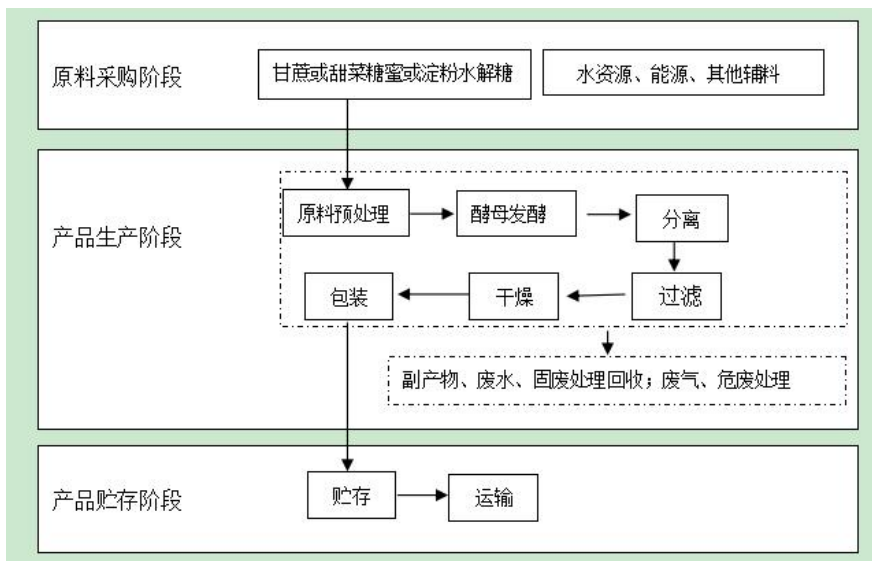 原料采购阶段
甘蔗或甜菜糖蜜或淀粉水解糖
水资源、能源、其他辅料
产品生产阶段
原料预处理
酵母发酵
分离
包装
干燥
过滤
副产物、废水、固废处理回收；废气、危废处理
产品贮存阶段
贮存
运输